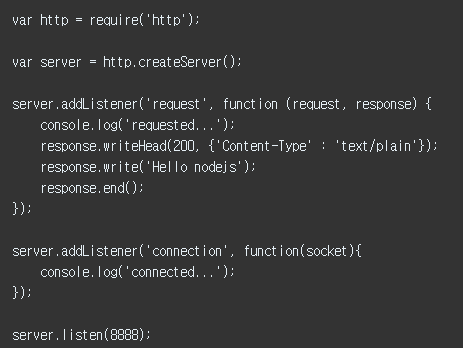 var http = require('http');
var server = http.createServer();
server.addListener('request', function (request, response) {
    console.log('requested...');
    response.writeHead(200, {'Content-Type' : 'text/plain'});
    response.write('Hello nodejs');
    response.end();
});
server.addListener('connection', function(socket){
    console.log('connected...');
});
server.listen(8888);